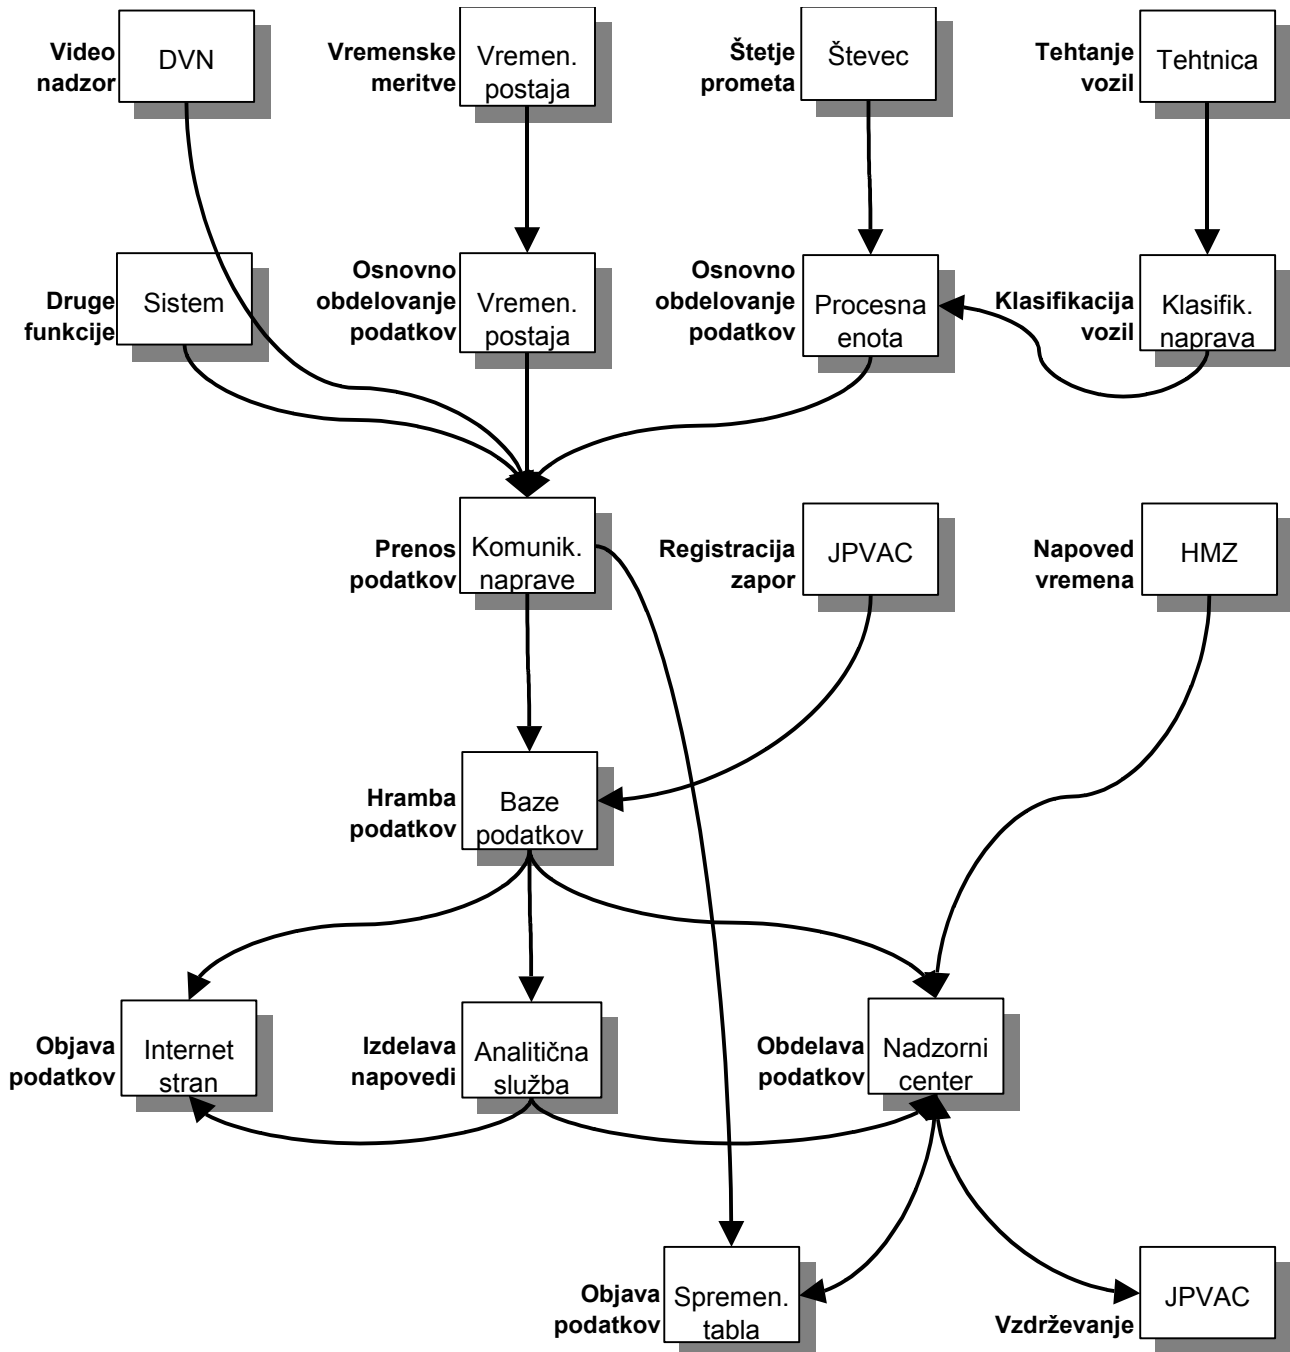 Video
nadzor
DVN
Vremenske
meritve
Vremen.
postaja
Štetje
prometa
Števec
Tehtanje
vozil
Tehtnica
Druge
funkcije
Sistem
Osnovno
obdelovanje
podatkov
Vremen.
postaja
Osnovno
obdelovanje
podatkov
Procesna
enota
Klasifikacija
vozil
Klasifik.
naprava
Prenos
podatkov
Komunik.
naprave
Registracija
zapor
JPVAC
Napoved
vremena
HMZ
Hramba
podatkov
Baze
podatkov
Objava
podatkov
Internet
stran
Izdelava
napovedi
Analitična
služba
Obdelava
podatkov
Nadzorni
center
Objava
podatkov
Spremen.
tabla
Vzdrževanje
JPVAC